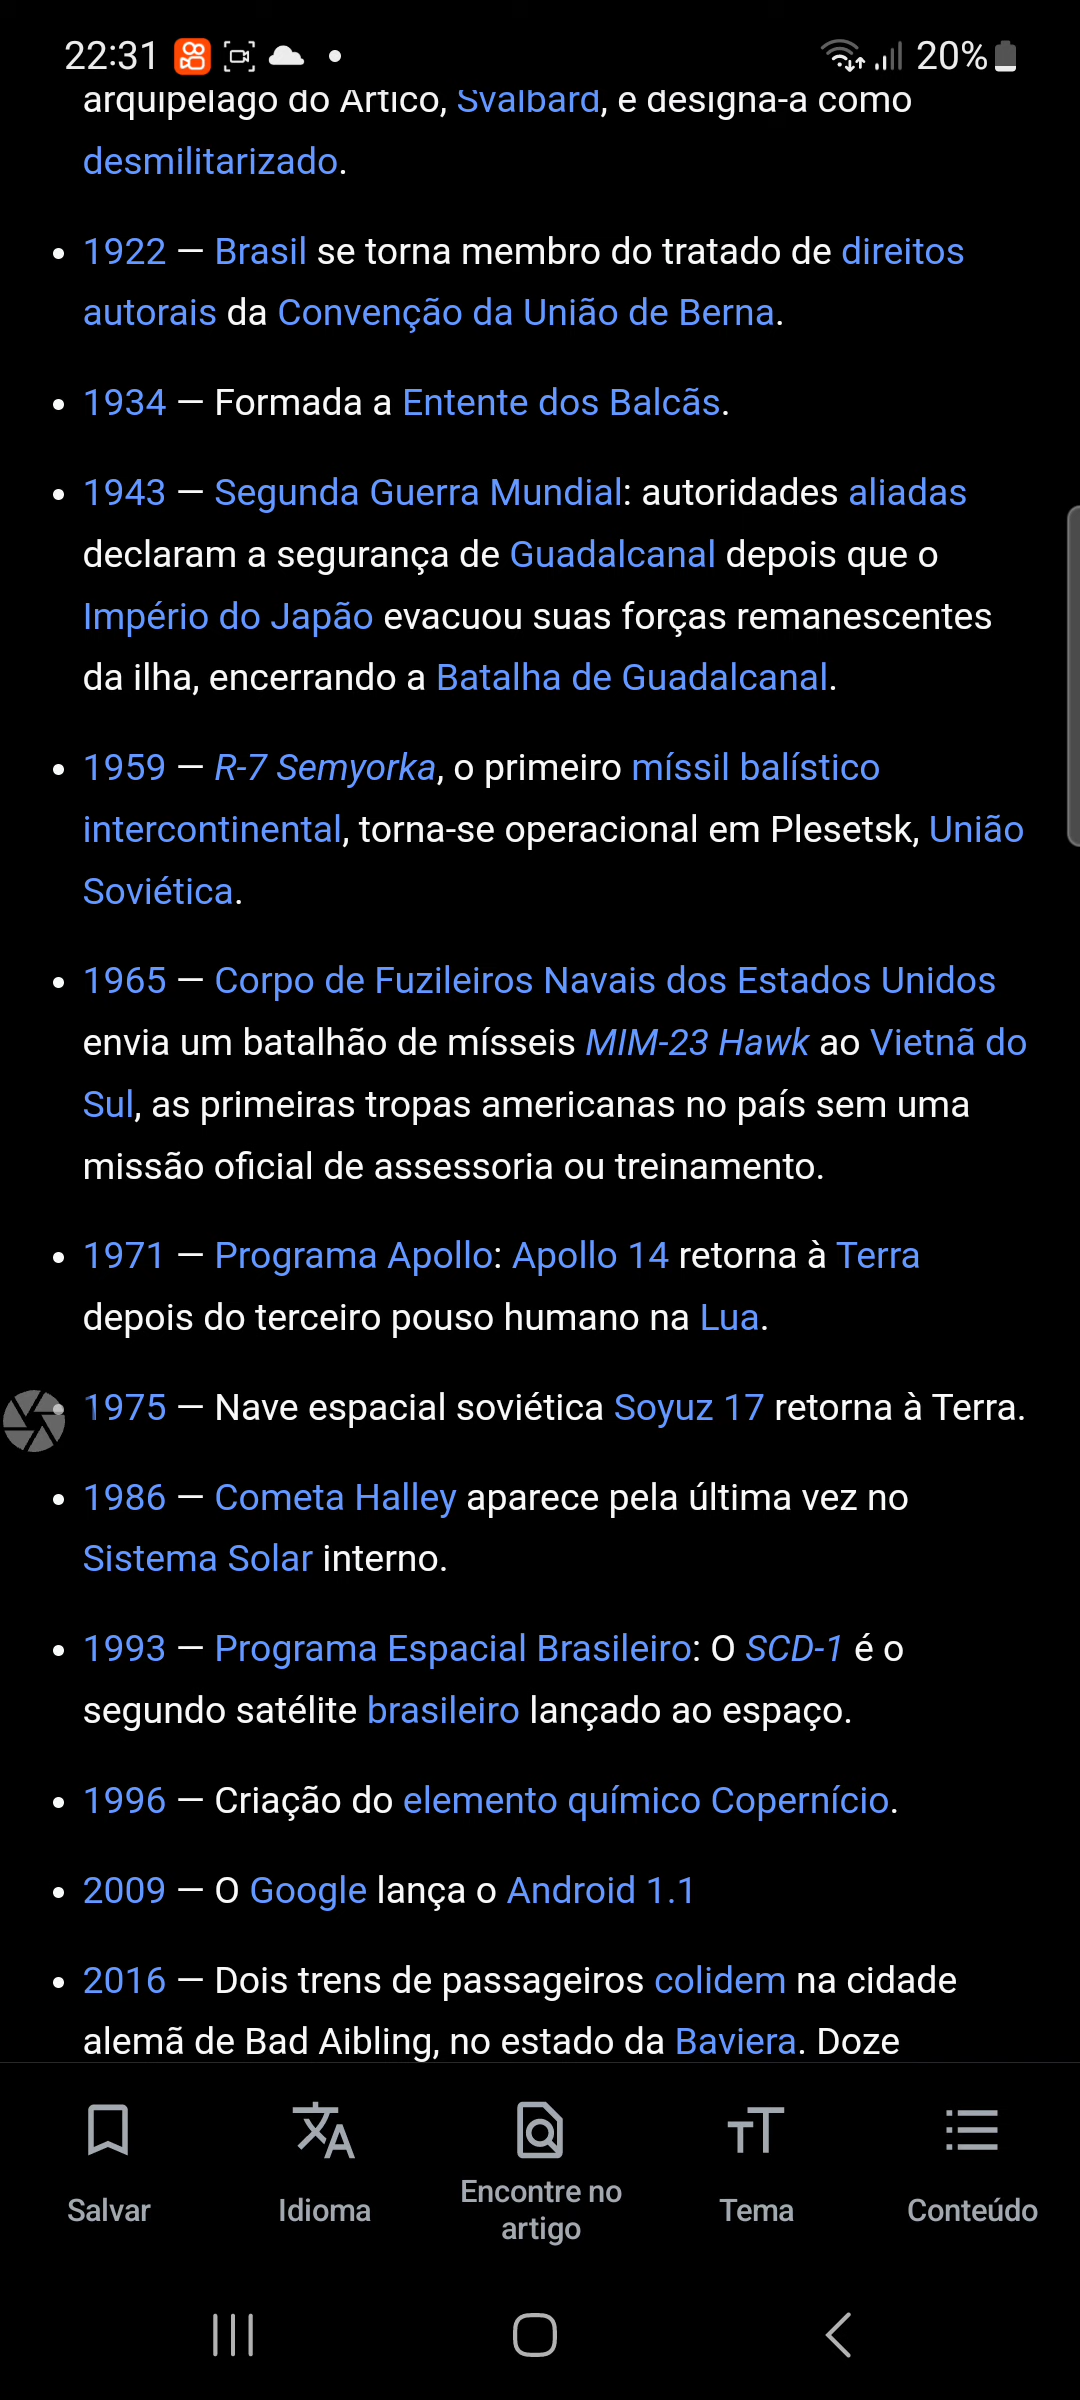 22:31
20%
arquipélago do Ártico, Svalbard, e designa-a como
desmilitarizado.
• 1922 — Brasil se torna membro do tratado de direitos
autorais da Convenção da União de Berna.
• 1934 — Formada a Entente dos Balcãs.
• 1943 — Segunda Guerra Mundial: autoridades aliadas
declaram a segurança de Guadalcanal depois que o
Império do Japão evacuou suas forças remanescentes
da ilha, encerrando a Batalha de Guadalcanal.
• 1959 — R-7 Semyorka, o primeiro míssil balístico
intercontinental, torna-se operacional em Plesetsk, União
Soviética.
• 1965 — Corpo de Fuzileiros Navais dos Estados Unidos
envia um batalhão de mísseis MIM-23 Hawk ao Vietnã do
Sul, as primeiras tropas americanas no país sem uma
missão oficial de assessoria ou treinamento.
• 1971 — Programa Apollo: Apollo 14 retorna à Terra
depois do terceiro pouso humano na Lua.
• 1975 — Nave espacial soviética Soyuz 17 retorna à Terra.
• 1986 — Cometa Halley aparece pela última vez no
Sistema Solar interno.
• 1993 — Programa Espacial Brasileiro: O SCD-1 é o
segundo satélite brasileiro lançado ao espaço.
• 1996 — Criação do elemento químico Copernício.
• 2009 — O Google lança o Android 1.1
• 2016 — Dois trens de passageiros colidem na cidade
alemã de Bad Aibling, no estado da Baviera. Doze
Salvar
Idioma
Encontre no
artigo
Tema
Conteúdo